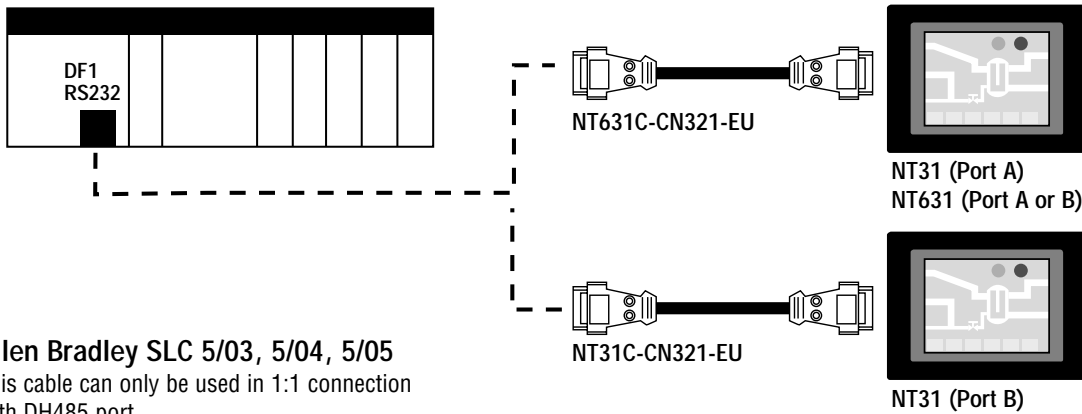 DF1
RS232
NT631C-CN321-EU
NT31 (Port A)
NT631 (Port A or B)
len Bradley SLC 5/03, 5/04, 5/05
is cable can only be used in 1:1 connection
th DH485 port
NT31C-CN321-EU
NT31 (Port B)